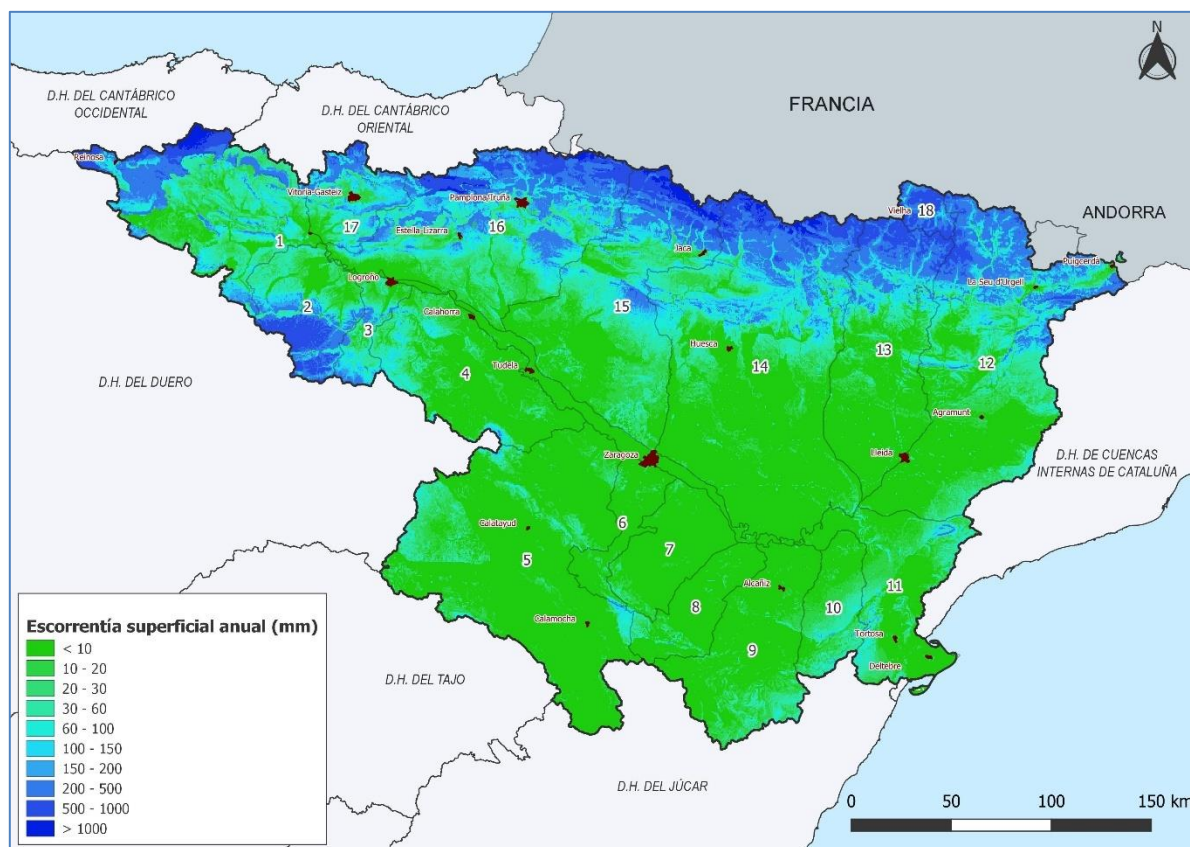 N
D.H. DEL CANTÁBRICO
OCCIDENTAL
D.H. DEL CANTÁBRICO
ORIENTAL
FRANCIA
Reinosa
Vitoria-Gasteiz
Pamplona/Iruña
Vielha
18
ANDORRA
1
17
Estella-Lizarra
16
Jaca
Puigcerdà
La Seu d'Urgell
Logroño
2
3
Calahorra
15
Huesca
14
13
12
D.H. DEL DUERO
4
Tudela
Agramunt
Zaragoza
Lleida
D.H. DE CUENCAS
INTERNAS DE CATALUÑA
Calatayud
6
5
7
Alcañiz
11
8
10
Calamocha
9
Tortosa
Deltebre
D.H. DEL TAJO
D.H. DEL JÚCAR
Escorrentía superficial anual (mm)
< 10
10 - 20
20 - 30
30 - 60
60 - 100
100 - 150
150 - 200
200 - 500
500 - 1000
> 1000
0 50 100 150 km